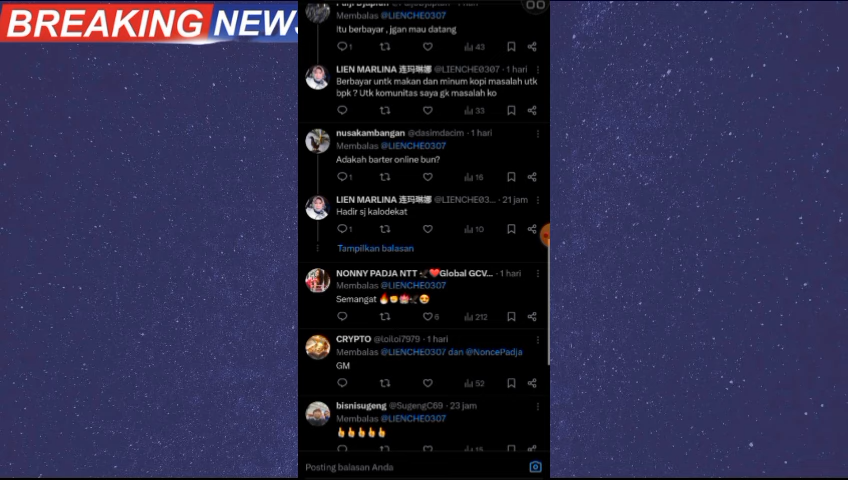 BREAKING NEWS
Membalas @LIENCHE0307
Itu berbayar , jgan mau datang
1
43
LIEN MARLINA 连玛琳娜 @LIENCHE0307 · 1 hari
Berbayar untk makan dan minum kopi masalah utk
bpk ? Utk komunitas saya gk masalah ko
33
nusakambangan @dasimdacim · 1 hari
Membalas @LIENCHE0307
Adakah barter online bun?
1
16
LIEN MARLINA 连玛琳娜 @LIENCHE03... · 21 jam
Hadir sj kalodekat
1
10
Tampilkan balasan
NONNY PADJA NTT 🦅❤️Global GCV... · 1 hari
Membalas @LIENCHE0307
Semangat 🔥✊
6
212
CRYPTO @loiloi7979 · 1 hari
Membalas @LIENCHE0307 dan @NoncePadja
GM
52
bisnisugeng @SugengC69 · 23 jam
Membalas @LIENCHE0307
👆👆👆👆👆
15
Posting balasan Anda